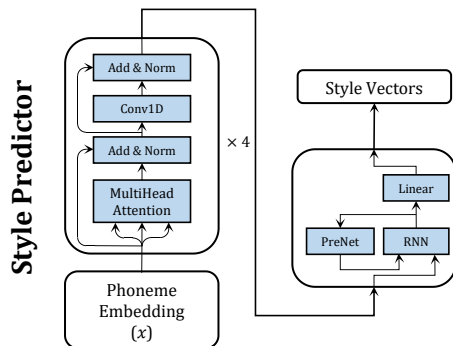 Style Predictor
Add & Norm
Conv1D
Add & Norm
MultiHead
Attention
× 4
Phoneme
Embedding
(x)
Style Vectors
Linear
PreNet
RNN